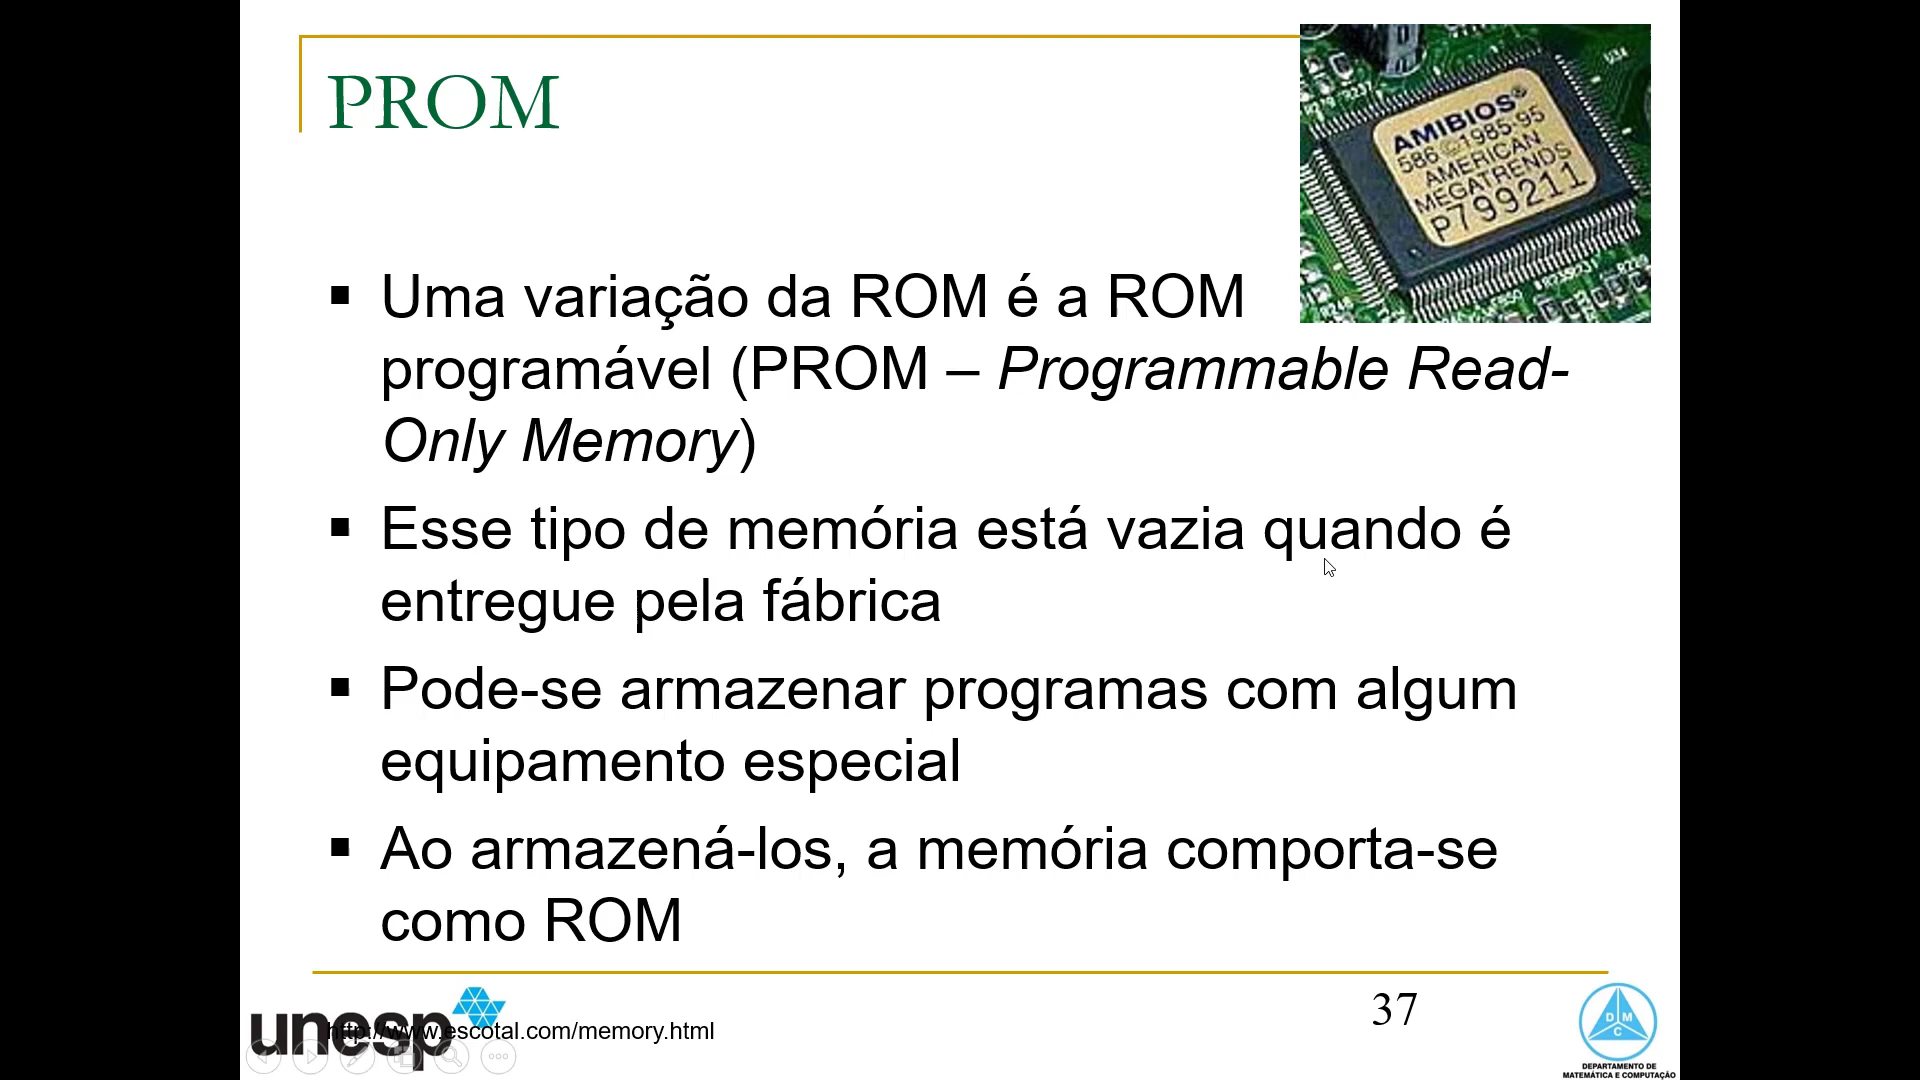 PROM
AMIBIOS®
586 © 1985-95
AMERICAN
MEGATRENDS
P799211
Uma variação da ROM é a ROM
programável (PROM – Programmable Read-
Only Memory)
Esse tipo de memória está vazia quando é
entregue pela fábrica
Pode-se armazenar programas com algum
equipamento especial
Ao armazená-los, a memória comporta-se
como ROM
37
unesp
http://www.escotal.com/memory.html
D M
C
DEPARTAMENTO DE
MATEMÁTICA E COMPUTAÇÃO